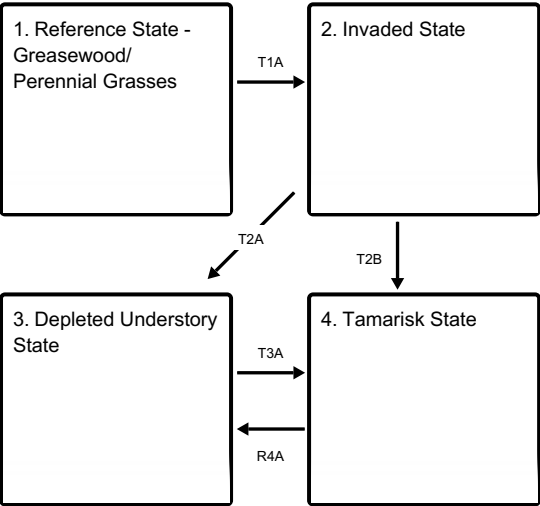 1. Reference State -
Greasewood/
Perennial Grasses
T1A
2. Invaded State
T2A
T2B
3. Depleted Understory
State
T3A
R4A
4. Tamarisk State